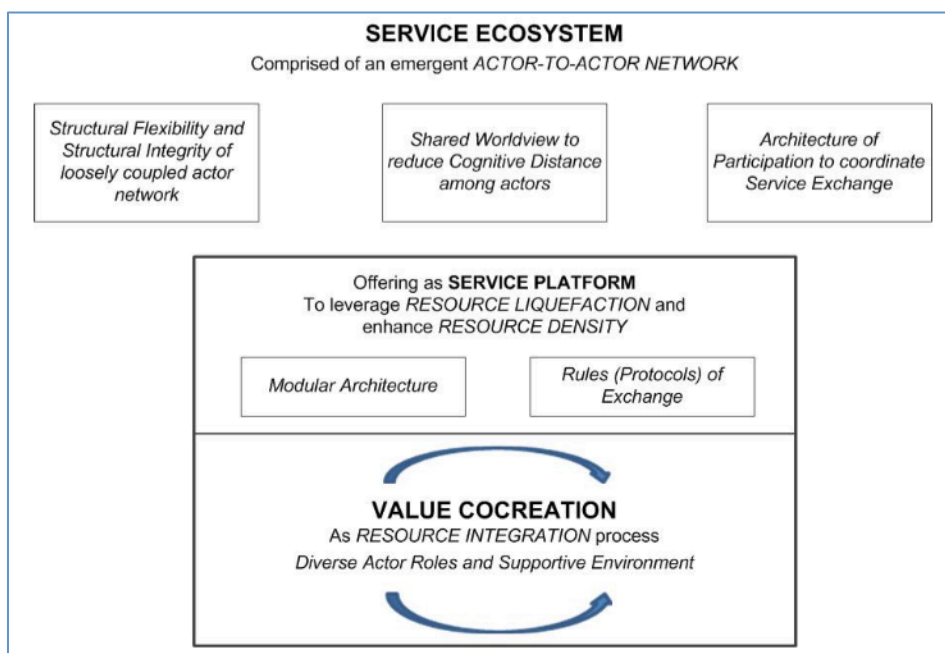 SERVICE ECOSYSTEM
Comprised of an emergent ACTOR-TO-ACTOR NETWORK
Structural Flexibility and
Structural Integrity of
loosely coupled actor
network
Shared Worldview to
reduce Cognitive Distance
among actors
Architecture of
Participation to coordinate
Service Exchange
Offering as SERVICE PLATFORM
To leverage RESOURCE LIQUEFACTION and
enhance RESOURCE DENSITY
Modular Architecture
Rules (Protocols) of
Exchange
VALUE COCREATION
As RESOURCE INTEGRATION process
Diverse Actor Roles and Supportive Environment